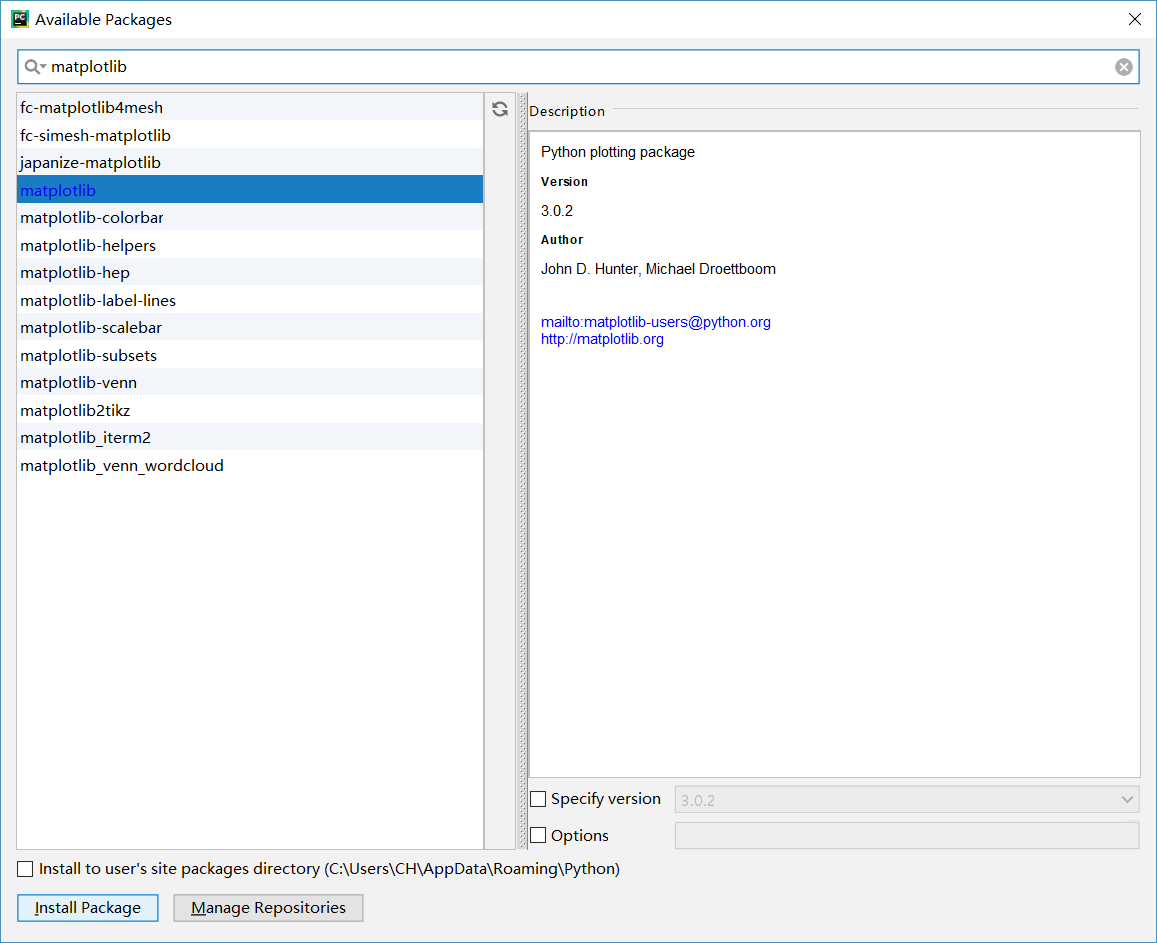 PC
Available Packages
matplotlib
fc-matplotlib4mesh
fc-simesh-matplotlib
japanize-matplotlib
matplotlib
matplotlib-colorbar
matplotlib-helpers
matplotlib-hep
matplotlib-label-lines
matplotlib-scalebar
matplotlib-subsets
matplotlib-venn
matplotlib2tikz
matplotlib_iterm2
matplotlib_venn_wordcloud
Description
Python plotting package
Version
3.0.2
Author
John D. Hunter, Michael Droettboom
mailto:matplotlib-users@python.org
http://matplotlib.org
Specify version
3.0.2
Options
Install to user's site packages directory (C:\Users\CH\AppData\Roaming\Python)
Install Package
Manage Repositories